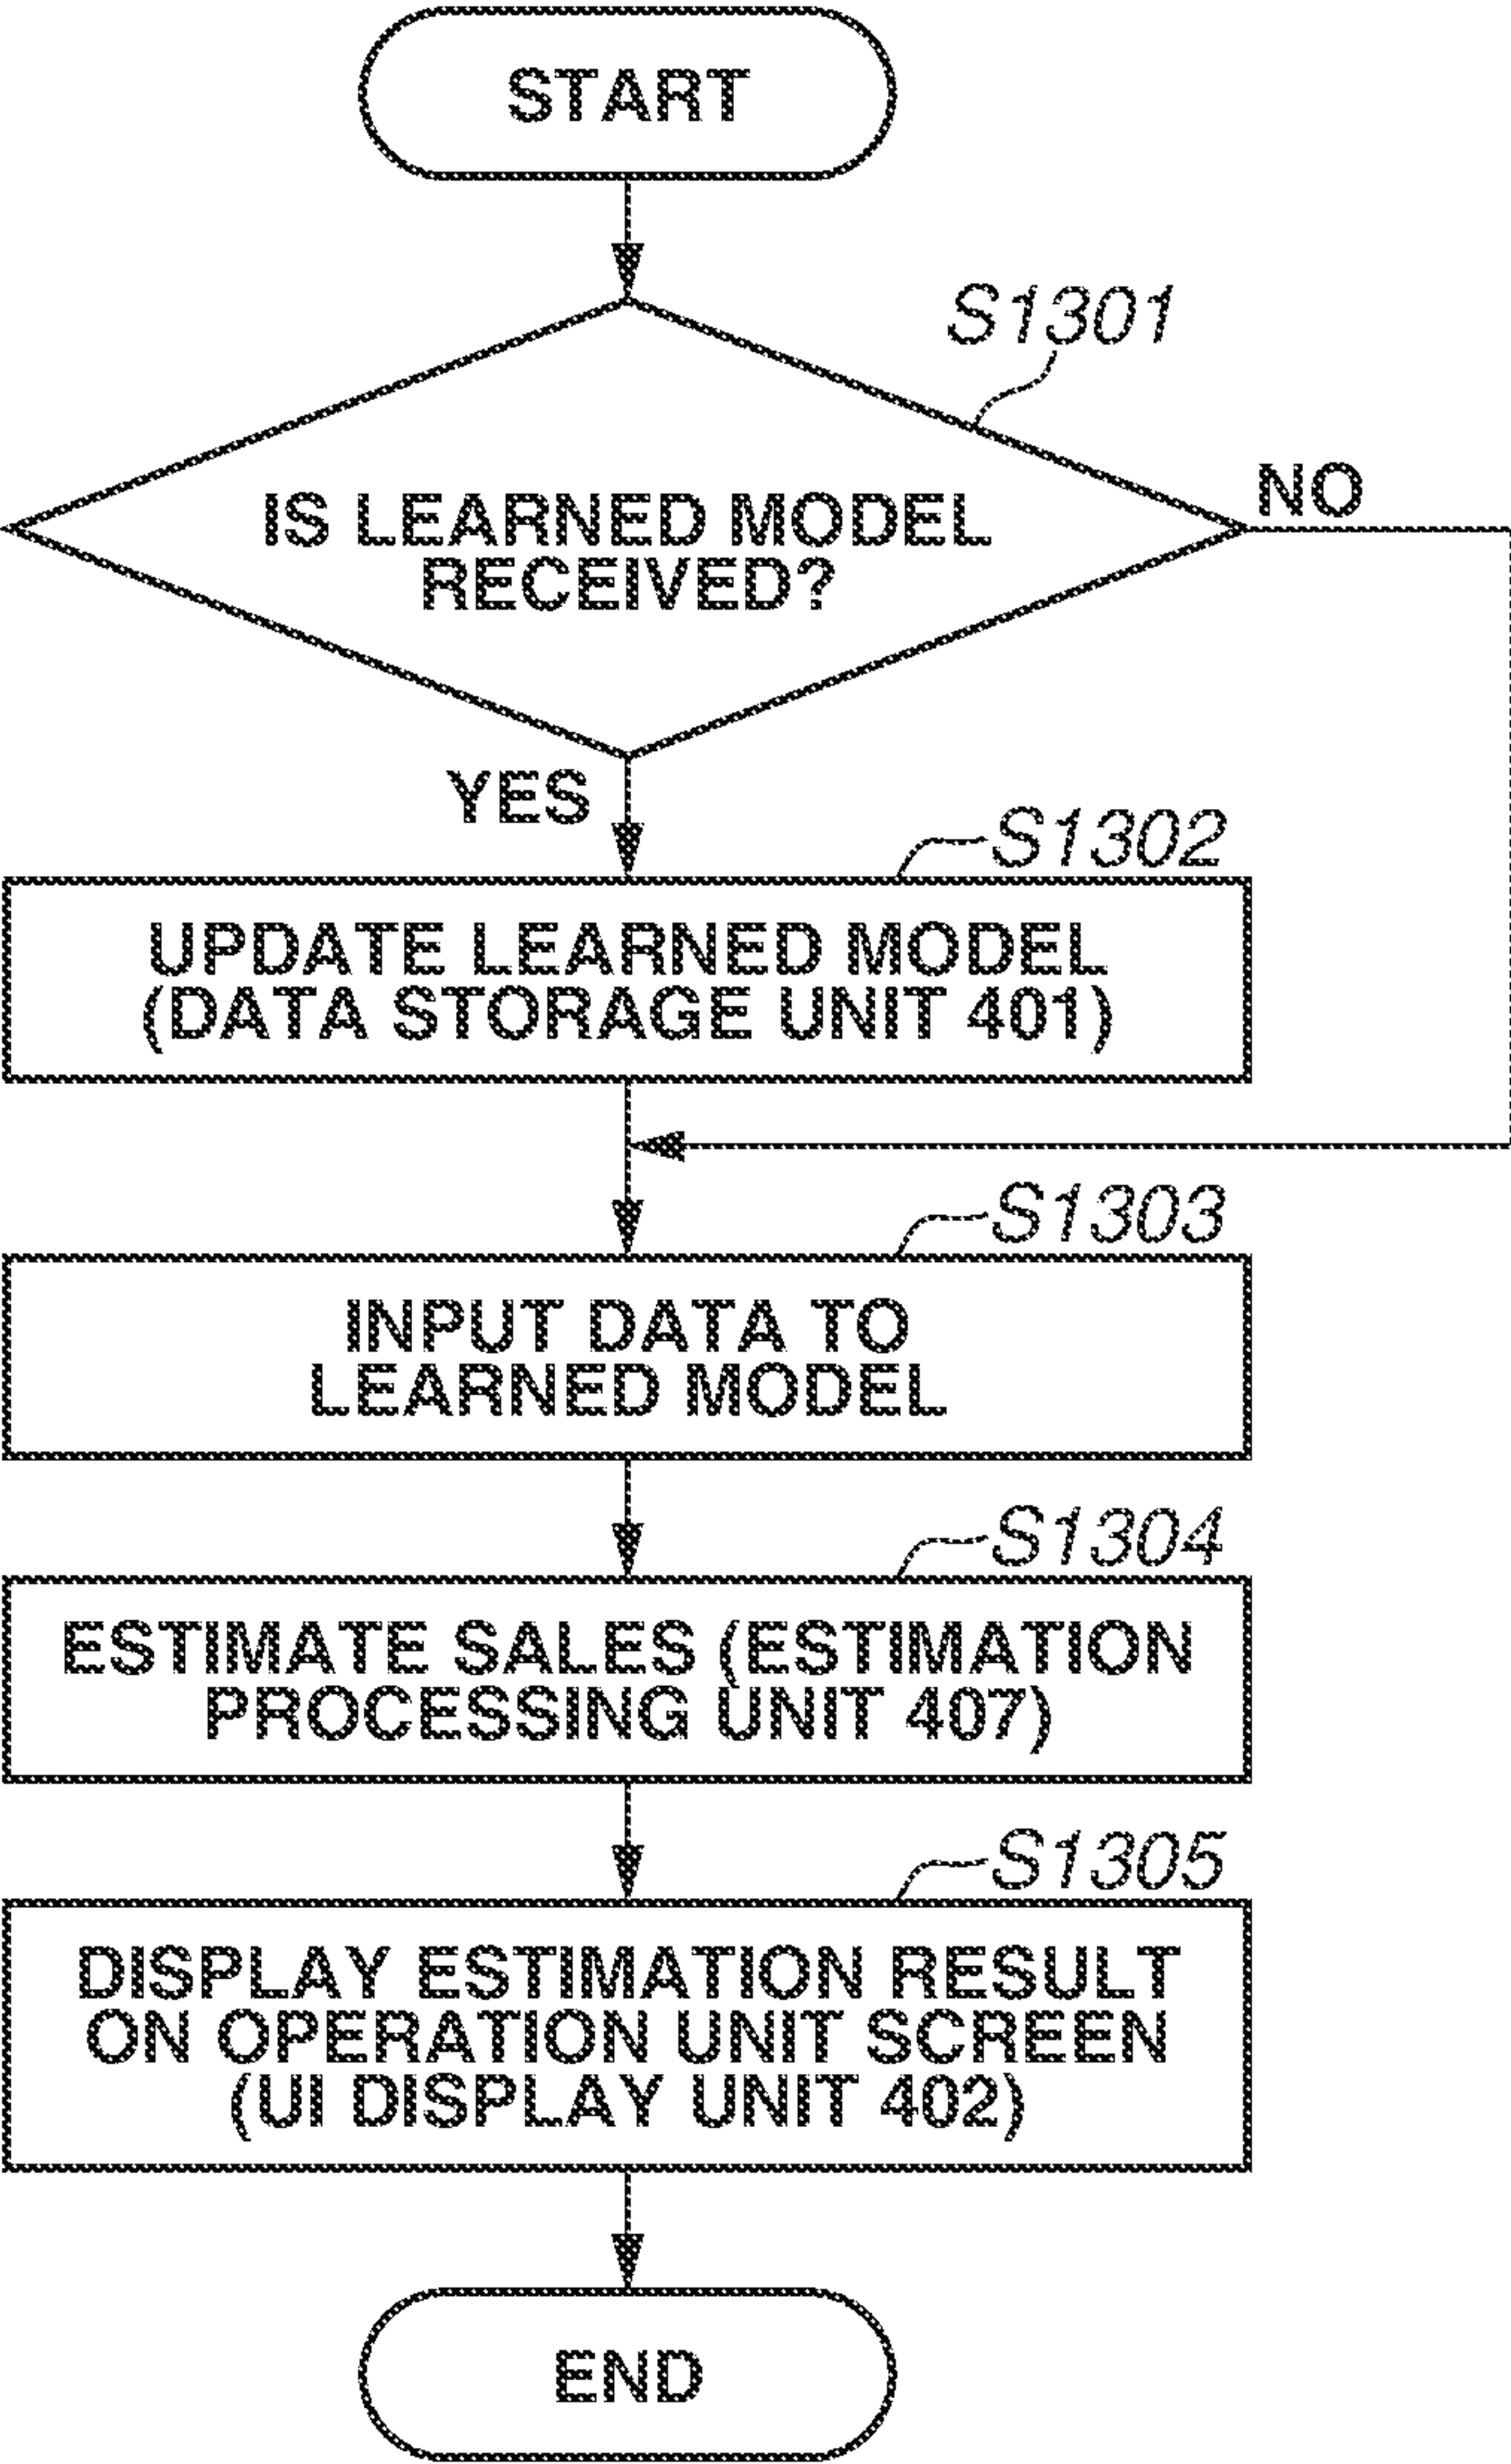 START
S1301
IS LEARNED MODEL
RECEIVED?
NO
YES
S1302
UPDATE LEARNED MODEL
(DATA STORAGE UNIT 401)
S1303
INPUT DATA TO
LEARNED MODEL
S1304
ESTIMATE SALES (ESTIMATION
PROCESSING UNIT 407)
S1305
DISPLAY ESTIMATION RESULT
ON OPERATION UNIT SCREEN
(UI DISPLAY UNIT 402)
END